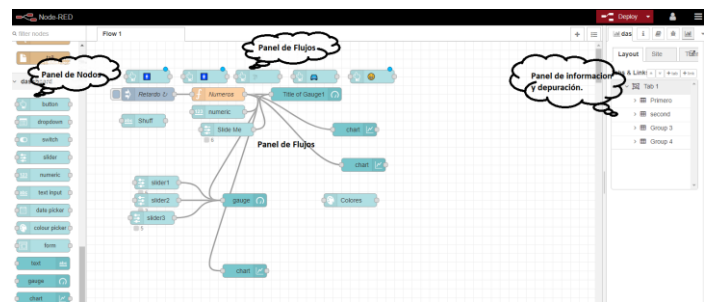 Node-RED
Deploy
filter nodes
Flow 1
das
i
Panel de Nodos
Panel de Flujos
Panel de informacion
y depuración.
Layout
Site
Tab 1
Primero
second
Group 3
Group 4
button
dropdown
switch
slider
numeric
text input
date picker
colour picker
form
text
gauge
chart
Numeros
Title of Gauge1
numeric
Shuff
Slide Me
chart
Panel de Flujos
chart
slider1
slider2
slider3
5
gauge
Colores
chart